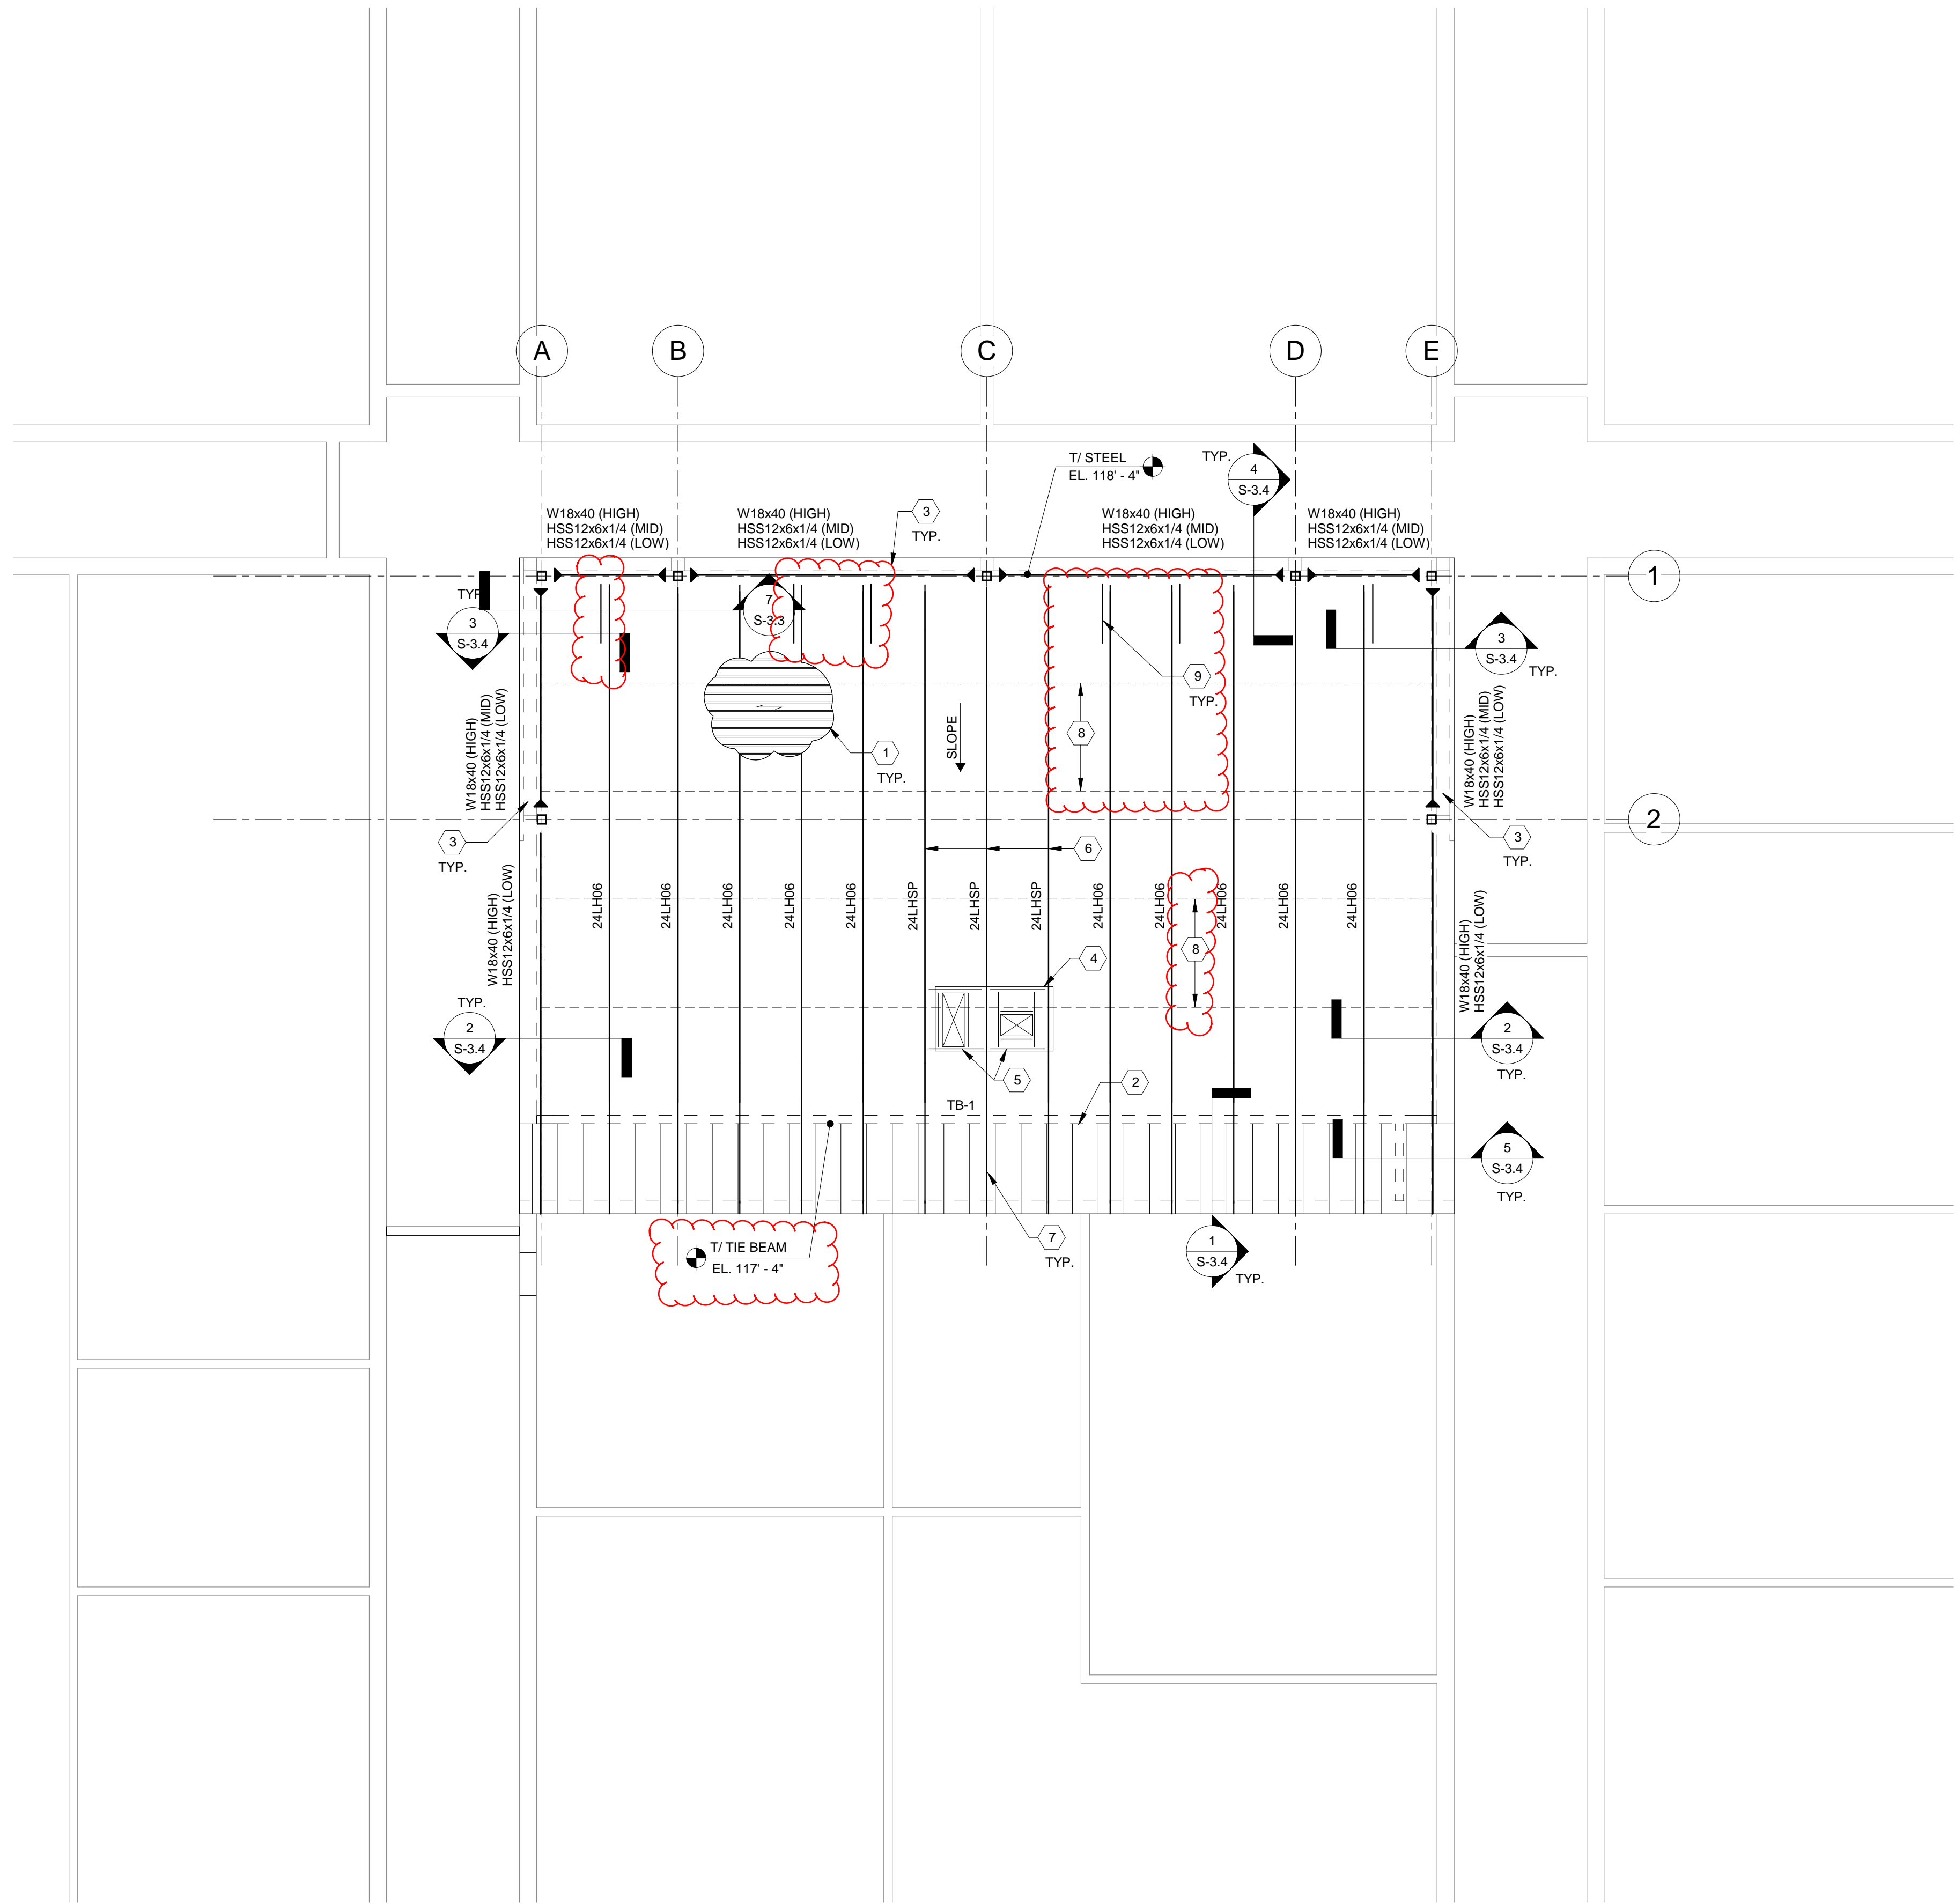 A
B
C
D
E
T/ STEEL
EL. 118' - 4"
TYP.
4
S-3.4
W18x40 (HIGH)
HSS12x6x1/4 (MID)
HSS12x6x1/4 (LOW)
W18x40 (HIGH)
HSS12x6x1/4 (MID)
HSS12x6x1/4 (LOW)
3
TYP.
W18x40 (HIGH)
HSS12x6x1/4 (MID)
HSS12x6x1/4 (LOW)
W18x40 (HIGH)
HSS12x6x1/4 (MID)
HSS12x6x1/4 (LOW)
1
TYP.
3
S-3.4
7
S-3.3
3
S-3.4
TYP.
9
TYP.
W18x40 (HIGH)
HSS12x6x1/4 (MID)
HSS12x6x1/4 (LOW)
1
TYP.
SLOPE
8
W18x40 (HIGH)
HSS12x6x1/4 (MID)
HSS12x6x1/4 (LOW)
2
3
TYP.
6
3
TYP.
W18x40 (HIGH)
HSS12x6x1/4 (LOW)
24LH06
24LH06
24LH06
24LH06
24LH06
24LHSP
24LHSP
24LHSP
24LH06
24LH06
24LH06
24LH06
24LH06
W18x40 (HIGH)
HSS12x6x1/4 (LOW)
8
4
TYP.
2
S-3.4
2
S-3.4
TYP.
5
2
TB-1
5
S-3.4
TYP.
T/ TIE BEAM
EL. 117' - 4"
7
TYP.
1
S-3.4
TYP.